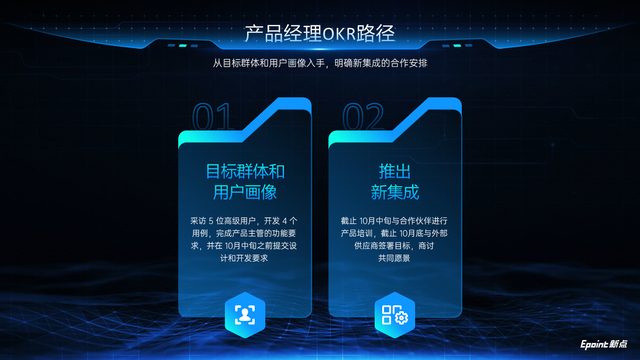 产品经理OKR路径
从目标群体和用户画像入手，明确新集成的合作安排
01
目标群体和
用户画像
采访 5 位高级用户，开发 4 个
用例，完成产品主管的功能要
求，并在 10月中旬之前提交设
计和开发要求
02
推出
新集成
截止 10月中旬与合作伙伴进行
产品培训，截止 10月底与外部
供应商签署目标，商讨
共同愿景
Epoint 新点